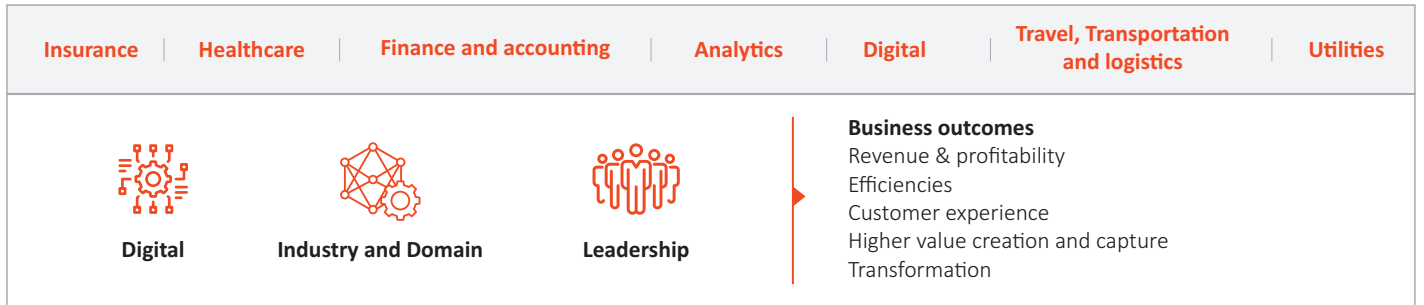 Insurance
Healthcare
Finance and accounting
Analytics
Digital
Travel, Transportation
and logistics
Utilities
Digital
Industry and Domain
Leadership
Business outcomes
Revenue & profitability
Efficiencies
Customer experience
Higher value creation and capture
Transformation